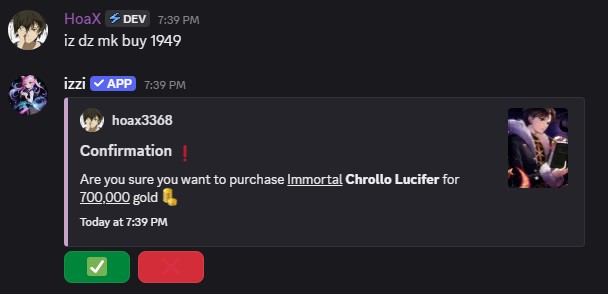 HoaX ⚡ DEV 7:39 PM
iz dz mk buy 1949
izzi ✓ APP 7:39 PM
hoax3368
Confirmation ❗
Are you sure you want to purchase Immortal Chrollo Lucifer for
700,000 gold
Today at 7:39 PM